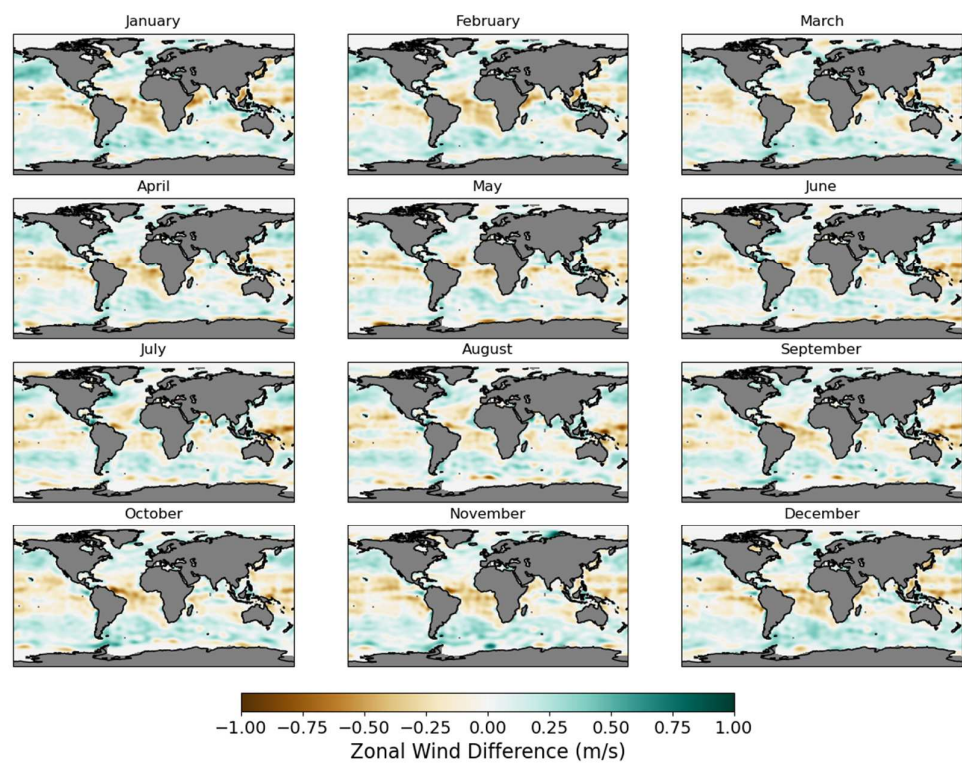 January February March
April May June
July August September
October November December
−1.00 −0.75 −0.50 −0.25 0.00 0.25 0.50 0.75 1.00
Zonal Wind Difference (m/s)